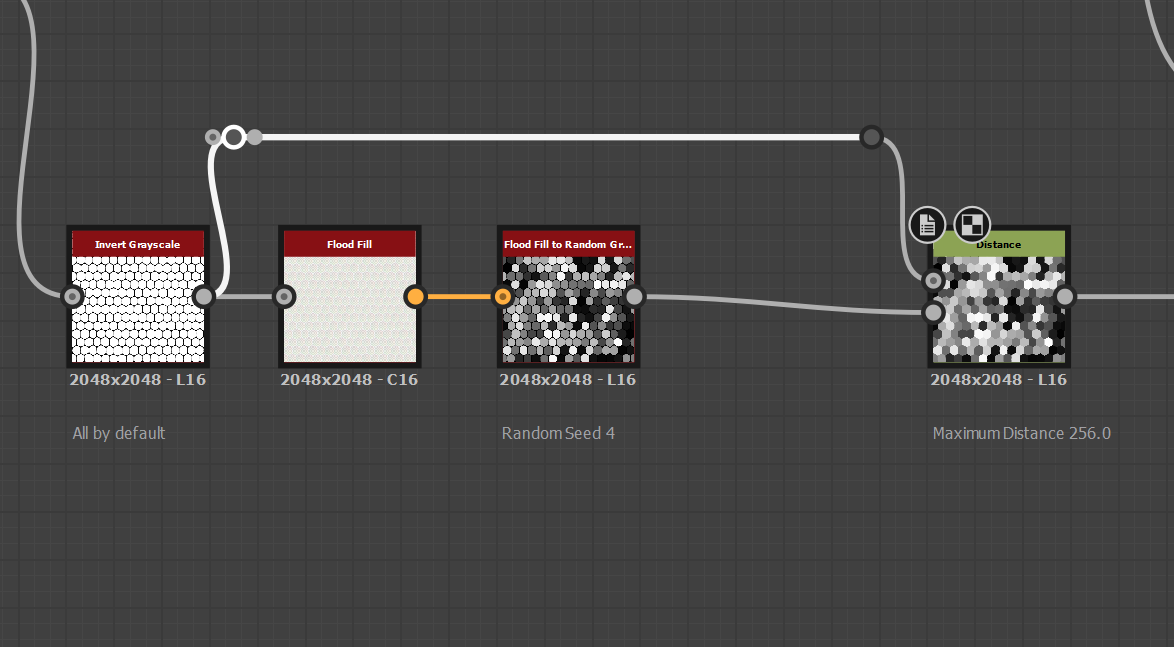 Invert Grayscale
Flood Fill
Flood Fill to Random Gr...
Distance
2048x2048 - L16
2048x2048 - C16
2048x2048 - L16
2048x2048 - L16
All by default
Random Seed 4
Maximum Distance 256.0